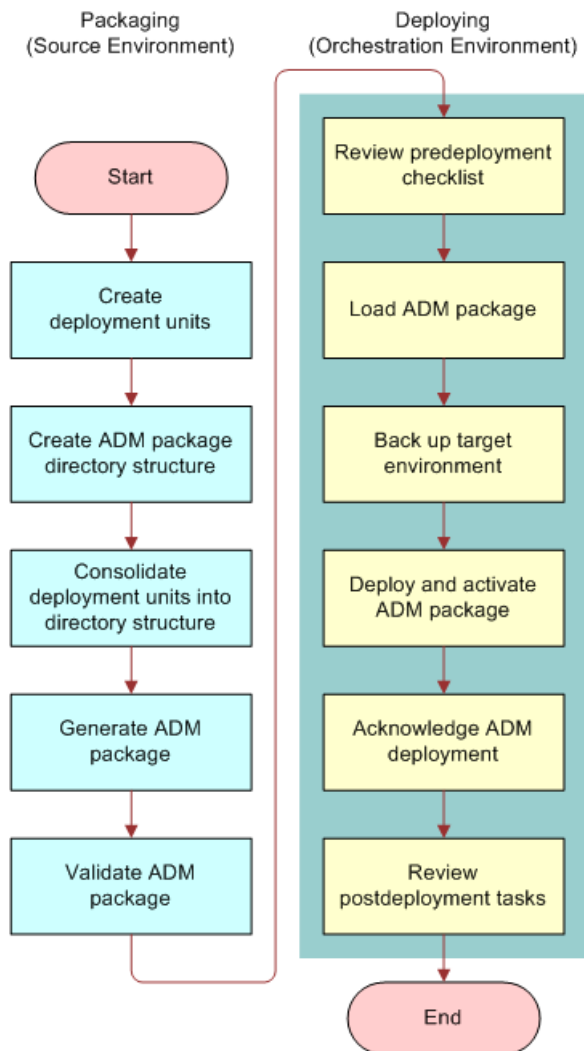 Packaging
(Source Environment)
Start
Create
deployment units
Create ADM package
directory structure
Consolidate
deployment units into
directory structure
Generate ADM
package
Validate ADM
package
Deploying
(Orchestration Environment)
Review predeployment
checklist
Load ADM package
Back up target
environment
Deploy and activate
ADM package
Acknowledge ADM
deployment
Review
postdeployment tasks
End